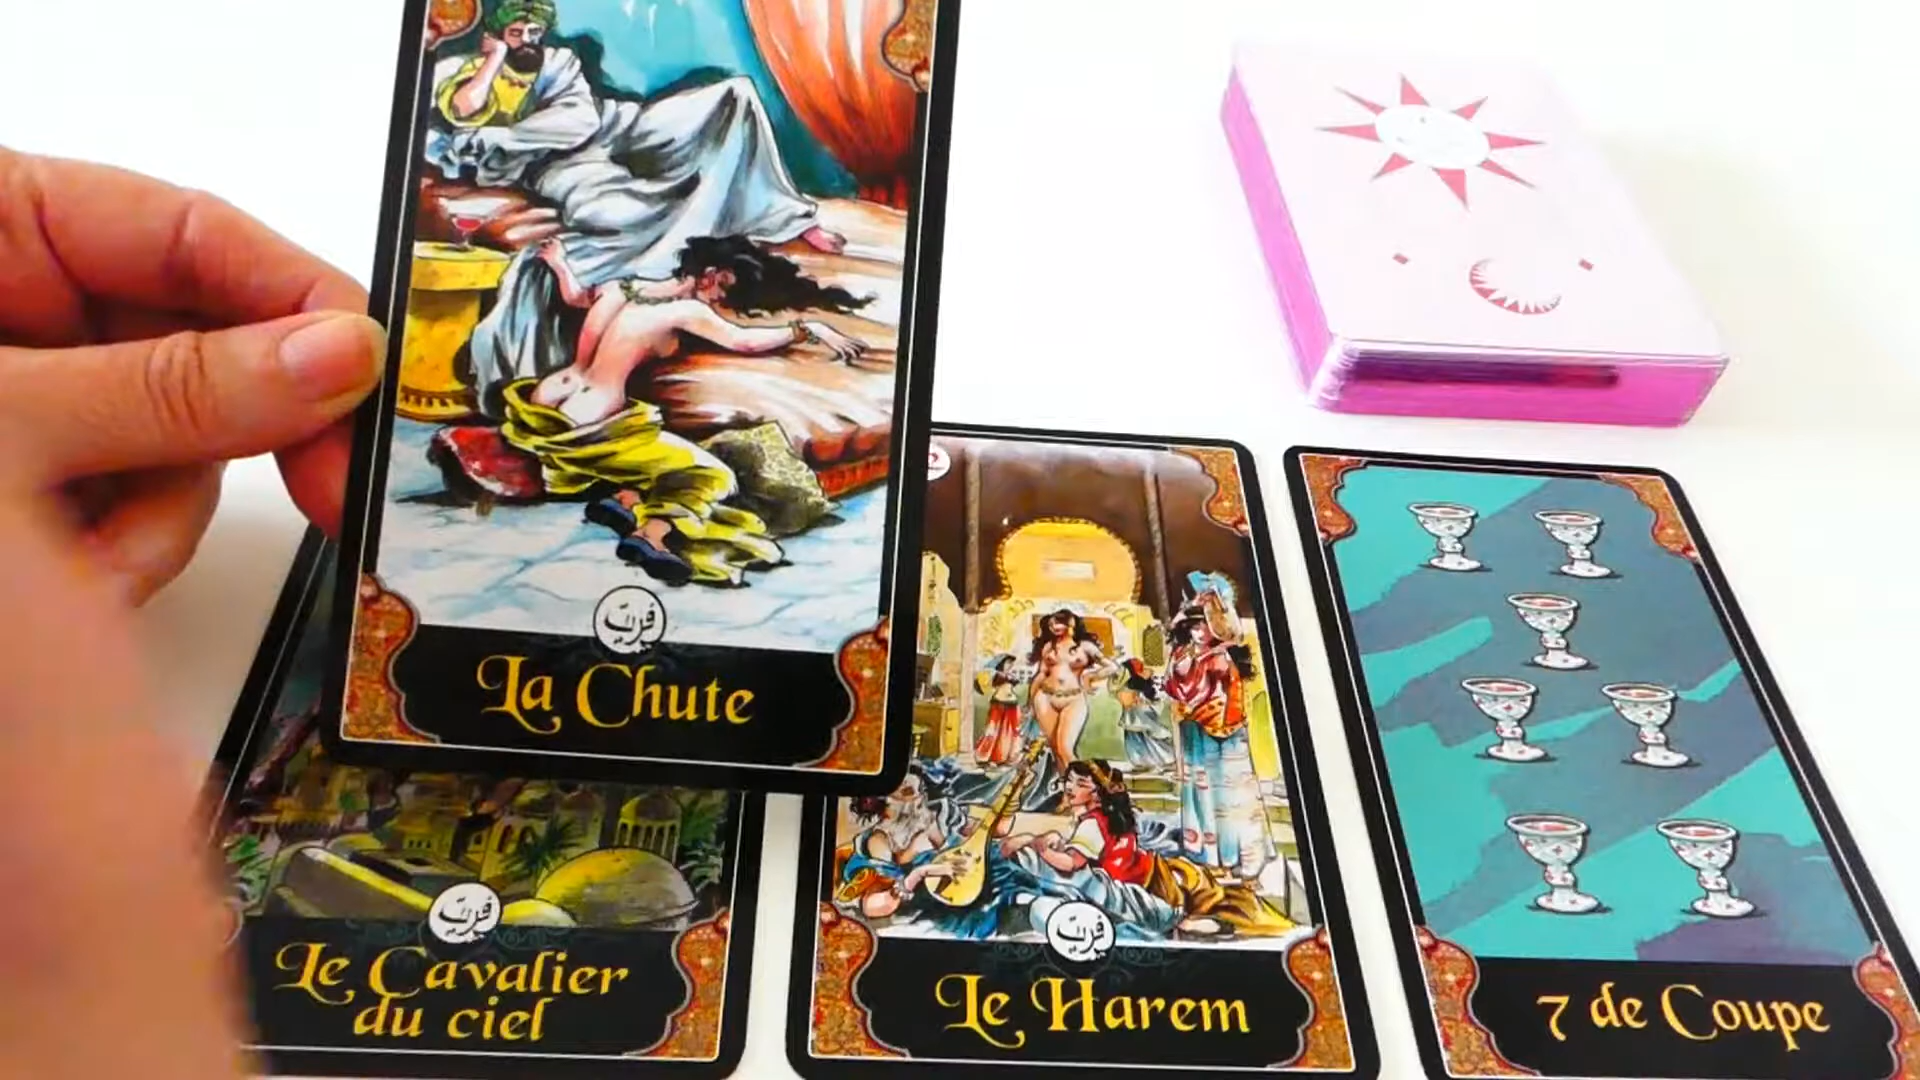 La Chute
Le Cavalier
du ciel
Le Harem
7 de Coupe